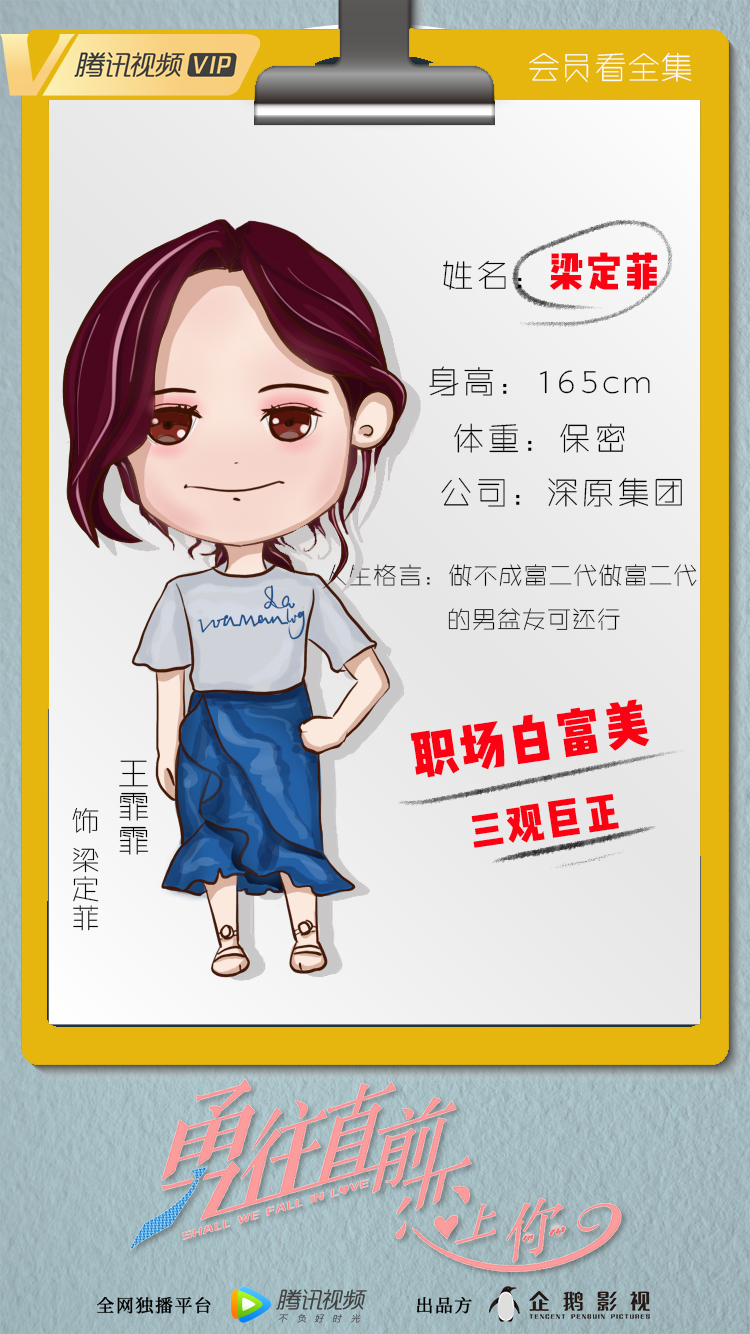 腾讯视频 VIP
会员看全集
姓名：梁定菲
身高：165cm
体重：保密
公司：深原集团
人生格言：做不成富二代做富二代
的男盆友可还行
职场白富美
三观巨正
王霏霏
饰 梁定菲
勇往直前
恋上你
SHALL WE FALL IN LOVE
全网独播平台
腾讯视频
不负好时光
出品方
企鹅影视
TENCENT PENGUIN PICTURES